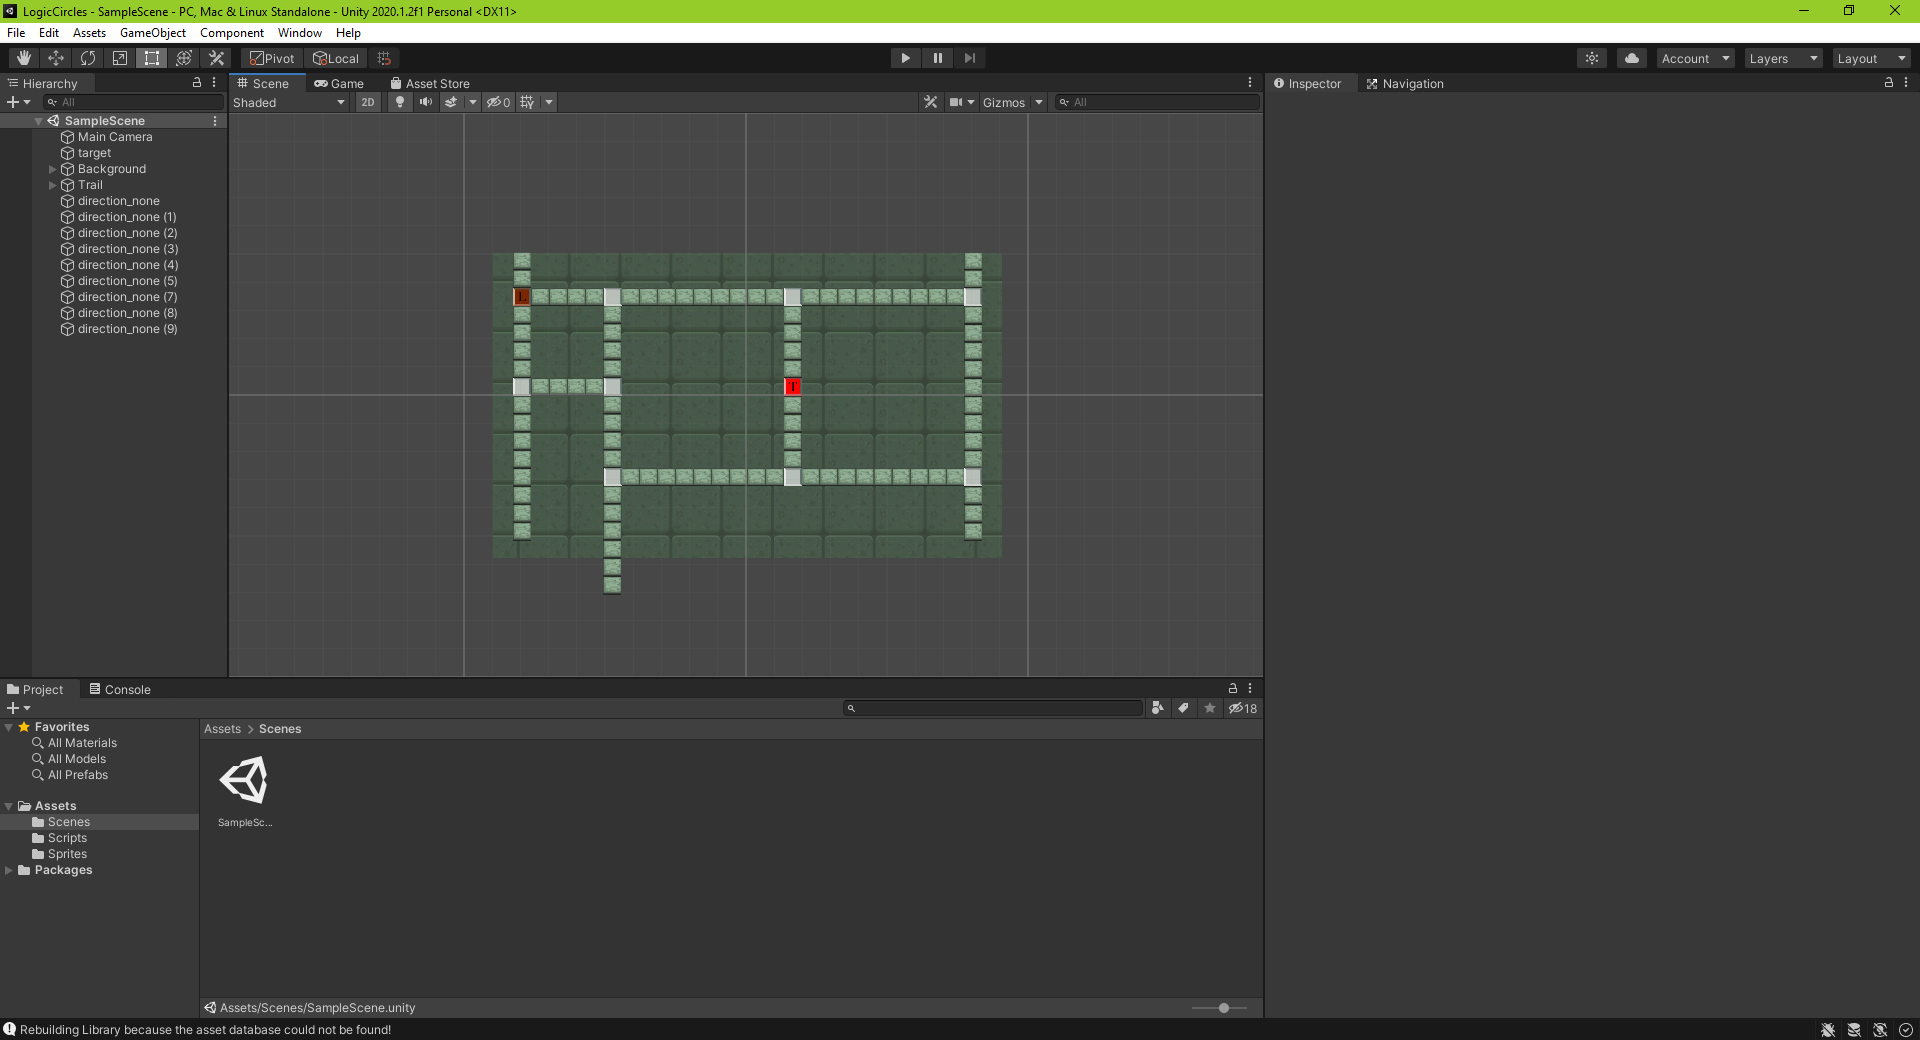 LogicCircles - SampleScene - PC, Mac & Linux Standalone - Unity 2020.1.2f1 Personal <DX11>
File Edit Assets GameObject Component Window Help
Pivot Local Account Layers Layout
Hierarchy Scene Game Asset Store Inspector Navigation
All Shaded 2D 0 Gizmos All
SampleScene
Main Camera
target
Background
Trail
direction_none
direction_none (1)
direction_none (2)
direction_none (3)
direction_none (4)
direction_none (5)
direction_none (7)
direction_none (8)
direction_none (9)
L
T
Project Console
18
Favorites
All Materials
All Models
All Prefabs
Assets
Scenes
Scripts
Sprites
Packages
Assets > Scenes
SampleSc...
Assets/Scenes/SampleScene.unity
Rebuilding Library because the asset database could not be found!